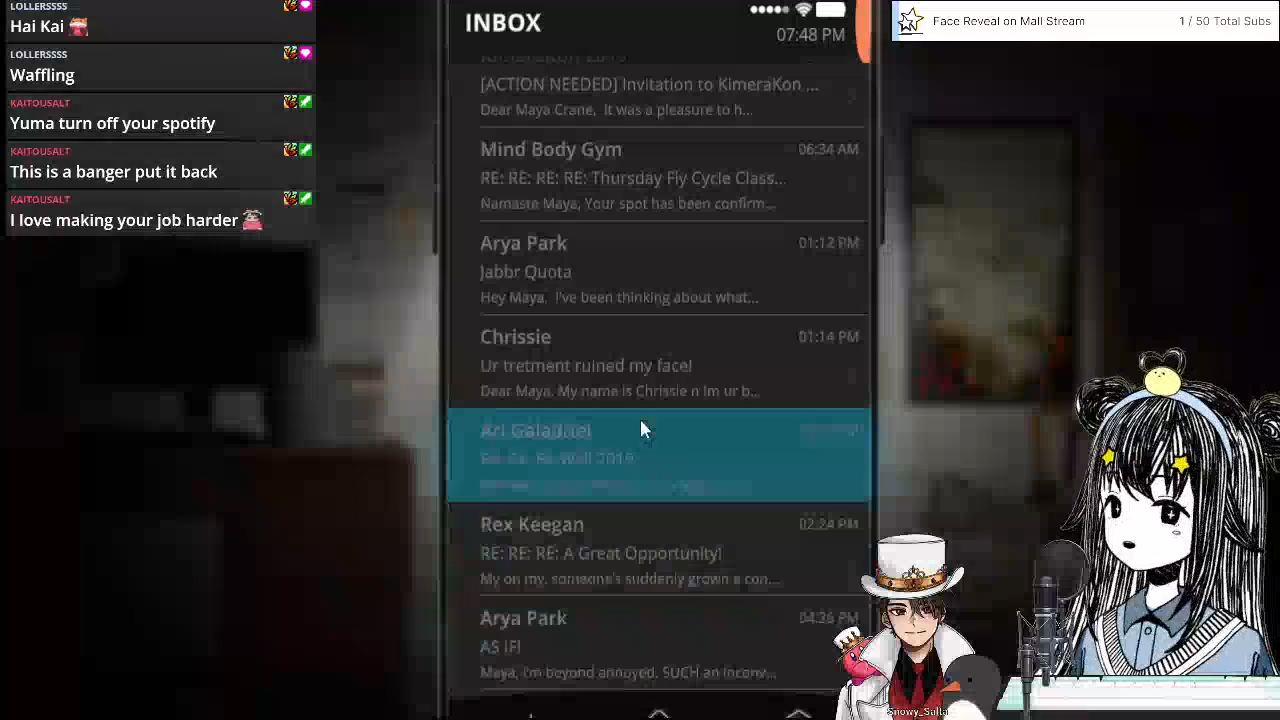 LOLLERSSSS
Hai Kai
LOLLERSSSS
Waffling
KAITOUSALT
Yuma turn off your spotify
KAITOUSALT
This is a banger put it back
KAITOUSALT
I love making your job harder
INBOX
07:48 PM
[ACTION NEEDED] Invitation to KimeraKon ...
Dear Maya Crane, It was a pleasure to h...
Mind Body Gym 06:34 AM
RE: RE: RE: RE: Thursday Fly Cycle Class...
Namaste Maya, Your spot has been confirm...
Arya Park 01:12 PM
Jabbr Quota
Hey Maya, I've been thinking about what...
Chrissie 01:14 PM
Ur tretment ruined my face!
Dear Maya. My name is Chrissie n Im ur b...
Ari
2019
Rex Keegan 02:24 PM
RE: RE: RE: A Great Opportunity!
My oh my, someone's suddenly grown a con...
Arya Park 04:26 PM
AS IF!
Maya, I'm beyond annoyed. SUCH an inconv...
Face Reveal on Mall Stream 1 / 50 Total Subs